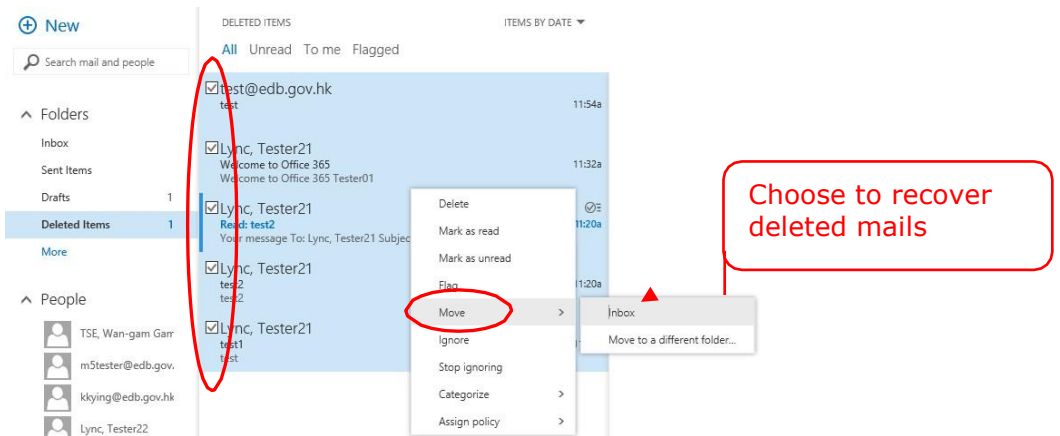 New
Search mail and people
Folders
Inbox
Sent Items
Drafts 1
Deleted Items 1
More
People
TSE, Wan-gam Gam
m5tester@edb.gov.
kkying@edb.gov.hk
Lync, Tester22
DELETED ITEMS ITEMS BY DATE
All Unread To me Flagged
test@edb.gov.hk
test 11:54a
Lync, Tester21
Welcome to Office 365 11:32a
Welcome to Office 365 Tester01
Lync, Tester21
Read: test2 11:20a
Your message To: Lync, Tester21 Subjec
Lync, Tester21
test2 11:20a
test2
Lync, Tester21
test1
test
Delete
Mark as read
Mark as unread
Flag
Move
Ignore
Stop ignoring
Categorize
Assign policy
Inbox
Move to a different folder...
Choose to recover
deleted mails